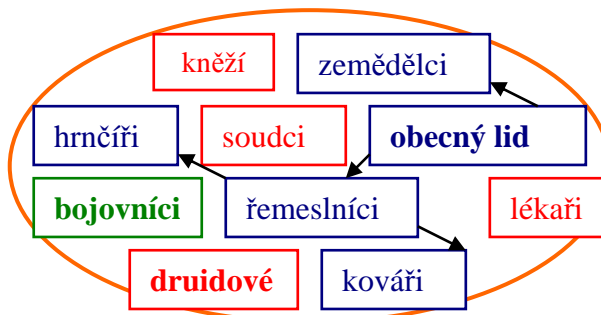 kněží
zemědělci
hrnčíři
soudci
obecný lid
bojovníci
řemeslníci
lékaři
druidové
kováři